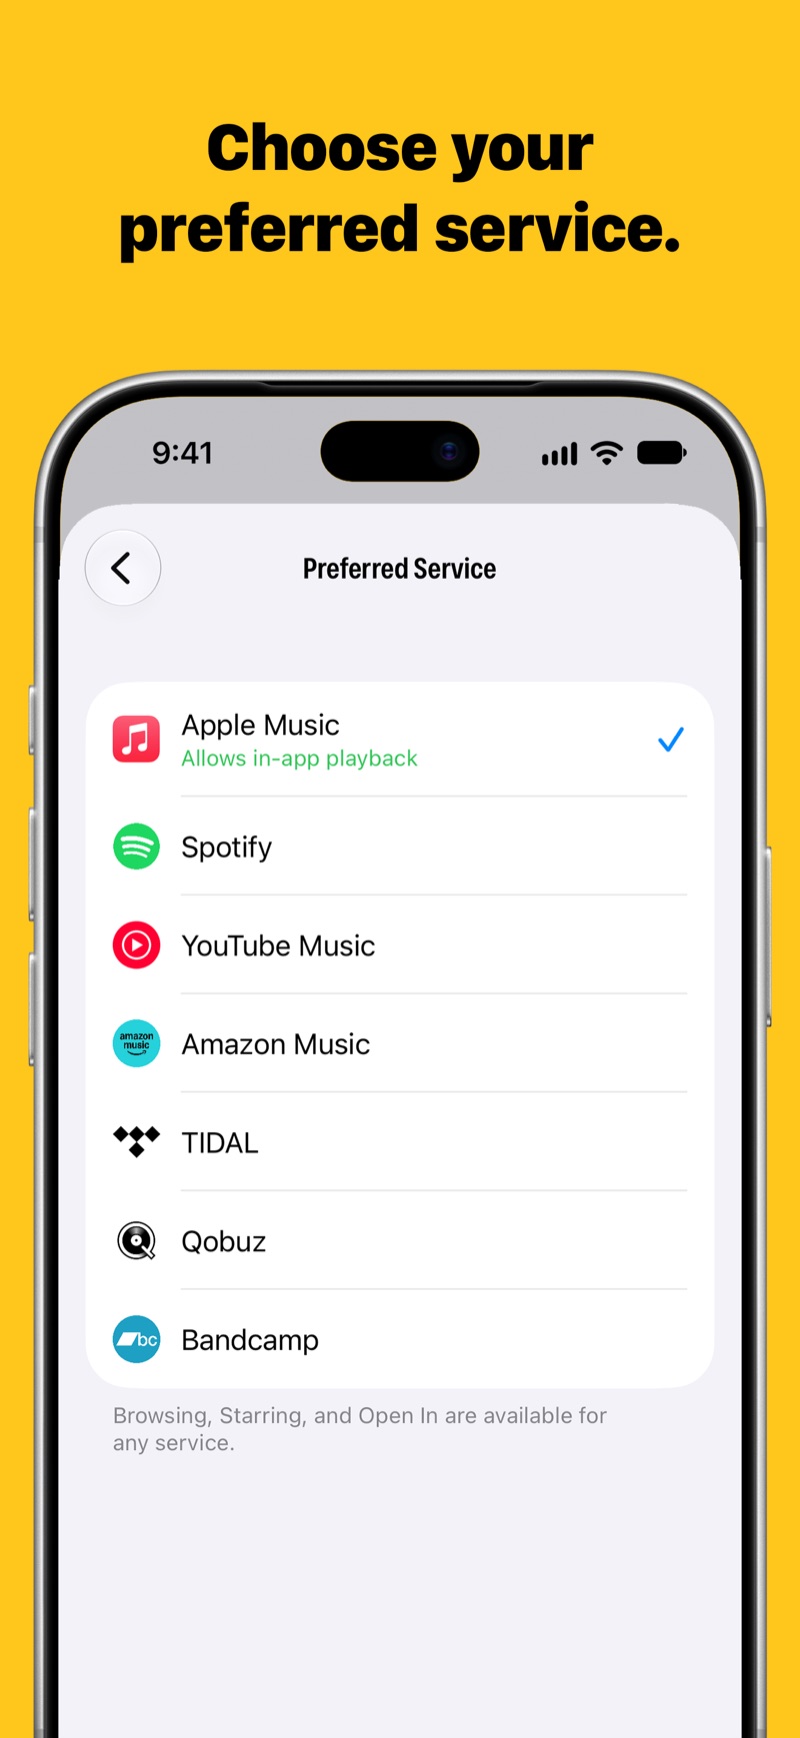 Choose your
preferred service.
9:41
Preferred Service
Apple Music
Allows in-app playback
Spotify
YouTube Music
amazon
music
Amazon Music
TIDAL
Qobuz
bc
Bandcamp
Browsing, Starring, and Open In are available for
any service.